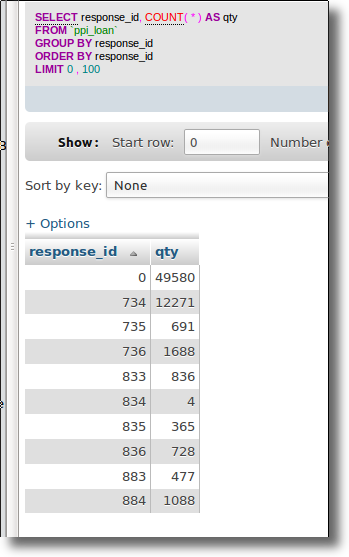 SELECT response_id, COUNT( * ) AS qty
FROM `ppi_loan`
GROUP BY response_id
ORDER BY response_id
LIMIT 0 , 100
Show : Start row: 0 Number
Sort by key: None
+ Options
response_id qty
0 49580
734 12271
735 691
736 1688
833 836
834 4
835 365
836 728
883 477
884 1088